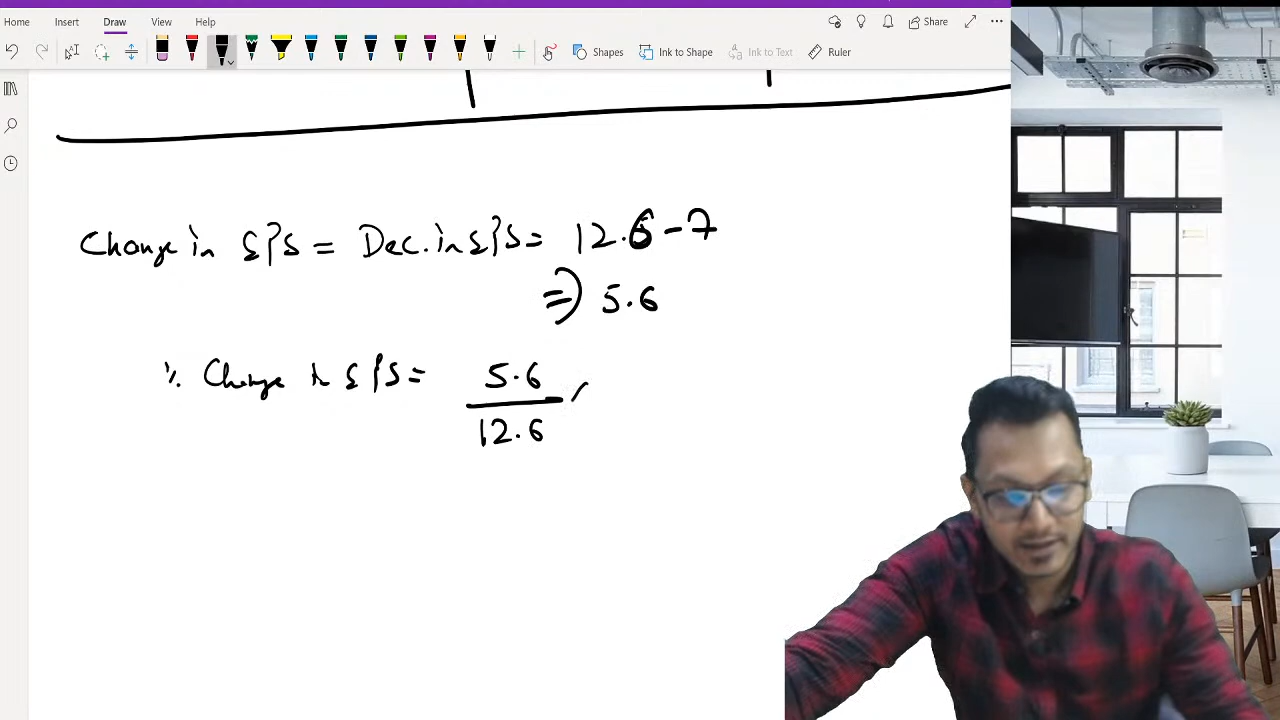 Home Insert Draw View Help Share
Shapes Ink to Shape Ink to Text Ruler
Change in EPS = Dec. in EPS = 12.6 - 7
⇒ 5.6
% Change in EPS = 5.6
12.6